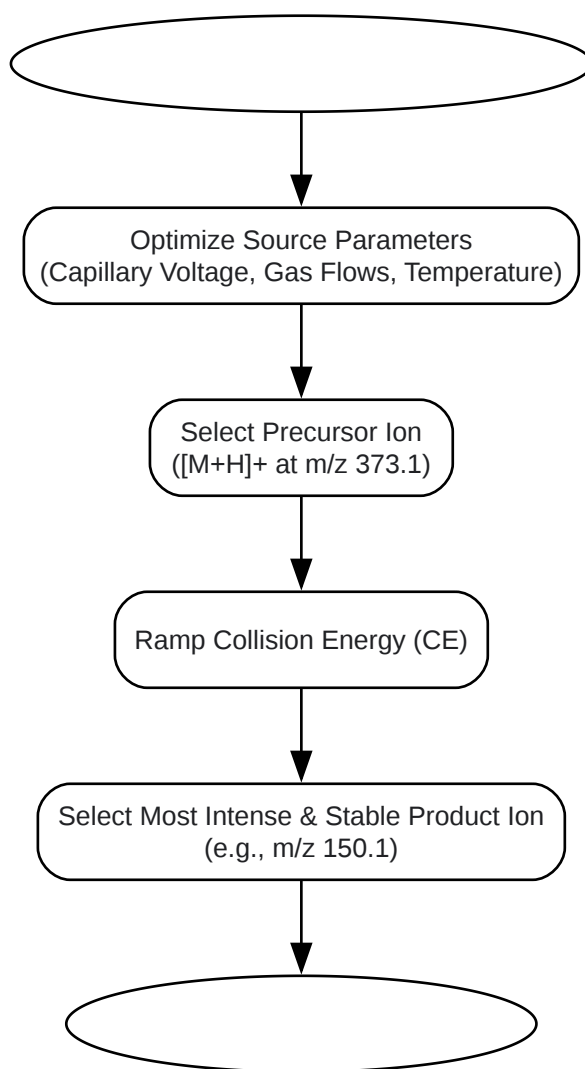 Optimize Source Parameters
(Capillary Voltage, Gas Flows, Temperature)
Select Precursor Ion
([M+H]+ at m/z 373.1)
Ramp Collision Energy (CE)
Select Most Intense & Stable Product Ion
(e.g., m/z 150.1)